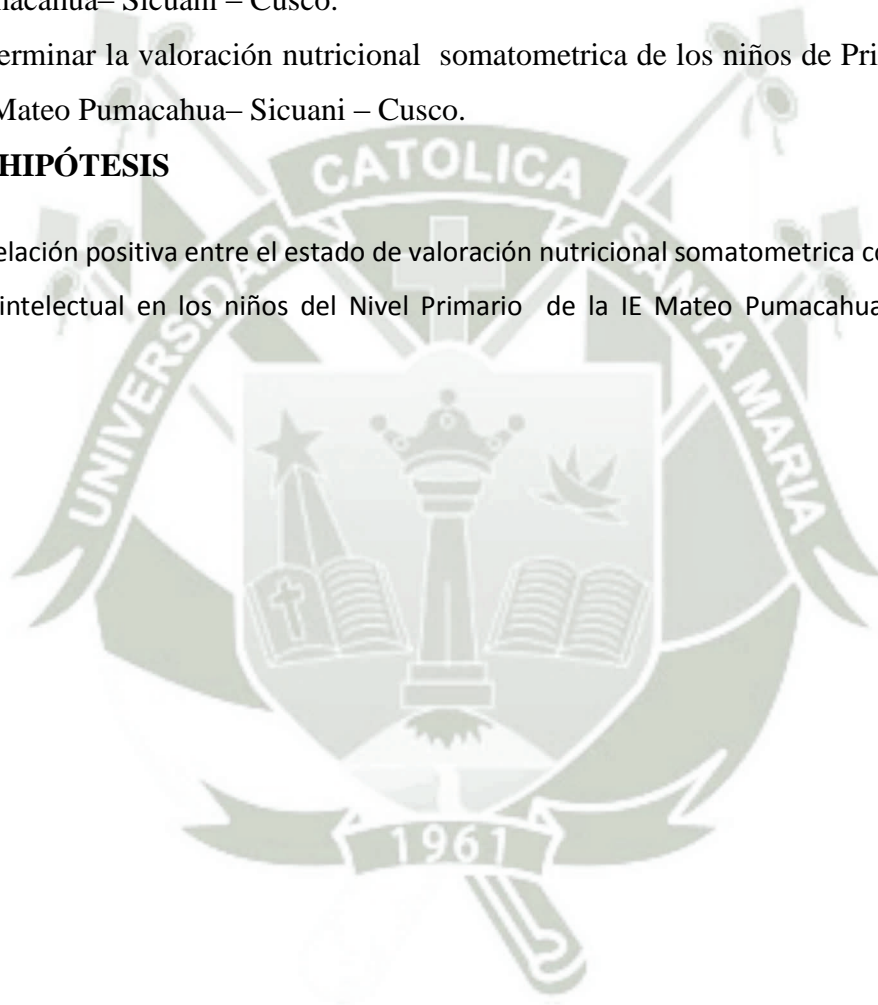 macahua– Sicuani – Cusco.
erminar la valoración nutricional somatometrica de los niños de Pri
Mateo Pumacahua– Sicuani – Cusco.
HIPÓTESIS
elación positiva entre el estado de valoración nutricional somatometrica c
intelectual en los niños del Nivel Primario de la IE Mateo Pumacahua
UNIVERSIDAD CATOLICA SANTA MARIA
1961